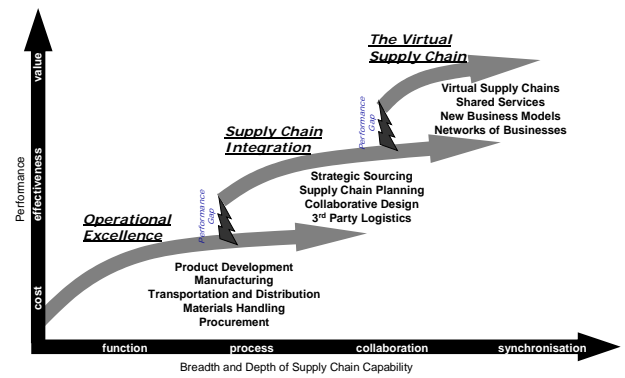 The Virtual
Supply Chain
Virtual Supply Chains
Shared Services
New Business Models
Networks of Businesses
Performance
Gap
Supply Chain
Integration
Strategic Sourcing
Supply Chain Planning
Collaborative Design
3rd Party Logistics
Performance
Gap
Operational
Excellence
Product Development
Manufacturing
Transportation and Distribution
Materials Handling
Procurement
Performance
value
effectiveness
cost
function process collaboration synchronisation
Breadth and Depth of Supply Chain Capability